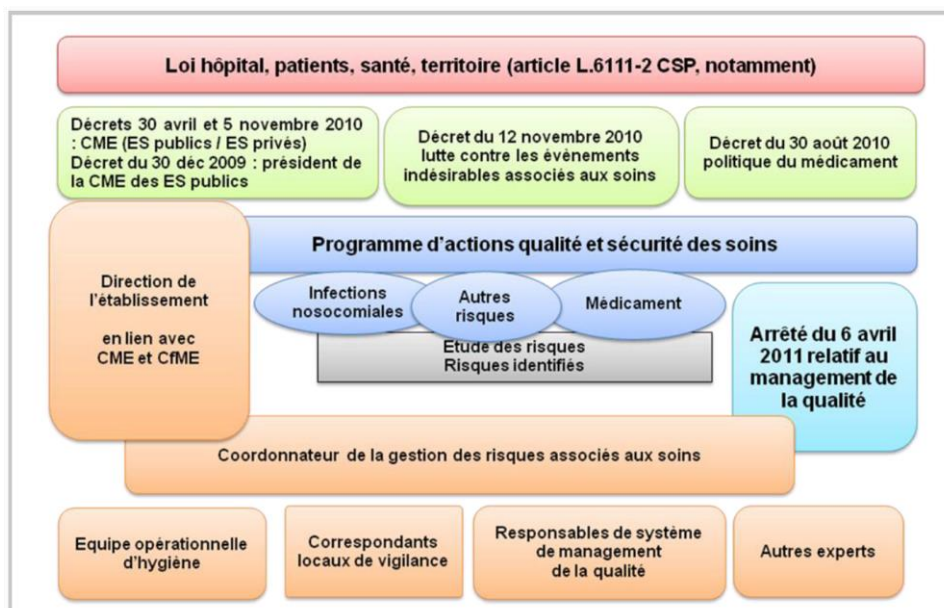 Loi hôpital, patients, santé, territoire (article L.6111-2 CSP, notamment)
Décrets 30 avril et 5 novembre 2010
: CME (ES publics / ES privés)
Décret du 30 déc 2009 : président de
la CME des ES publics
Décret du 12 novembre 2010
lutte contre les évènements
indésirables associés aux soins
Décret du 30 août 2010
politique du médicament
Programme d'actions qualité et sécurité des soins
Direction de
l'établissement
en lien avec
CME et CfME
Infections
nosocomiales
Autres
risques
Médicament
Etude des risques
Risques identifiés
Arrêté du 6 avril
2011 relatif au
management de
la qualité
Coordonnateur de la gestion des risques associés aux soins
Equipe opérationnelle
d'hygiène
Correspondants
locaux de vigilance
Responsables de système
de management
de la qualité
Autres experts